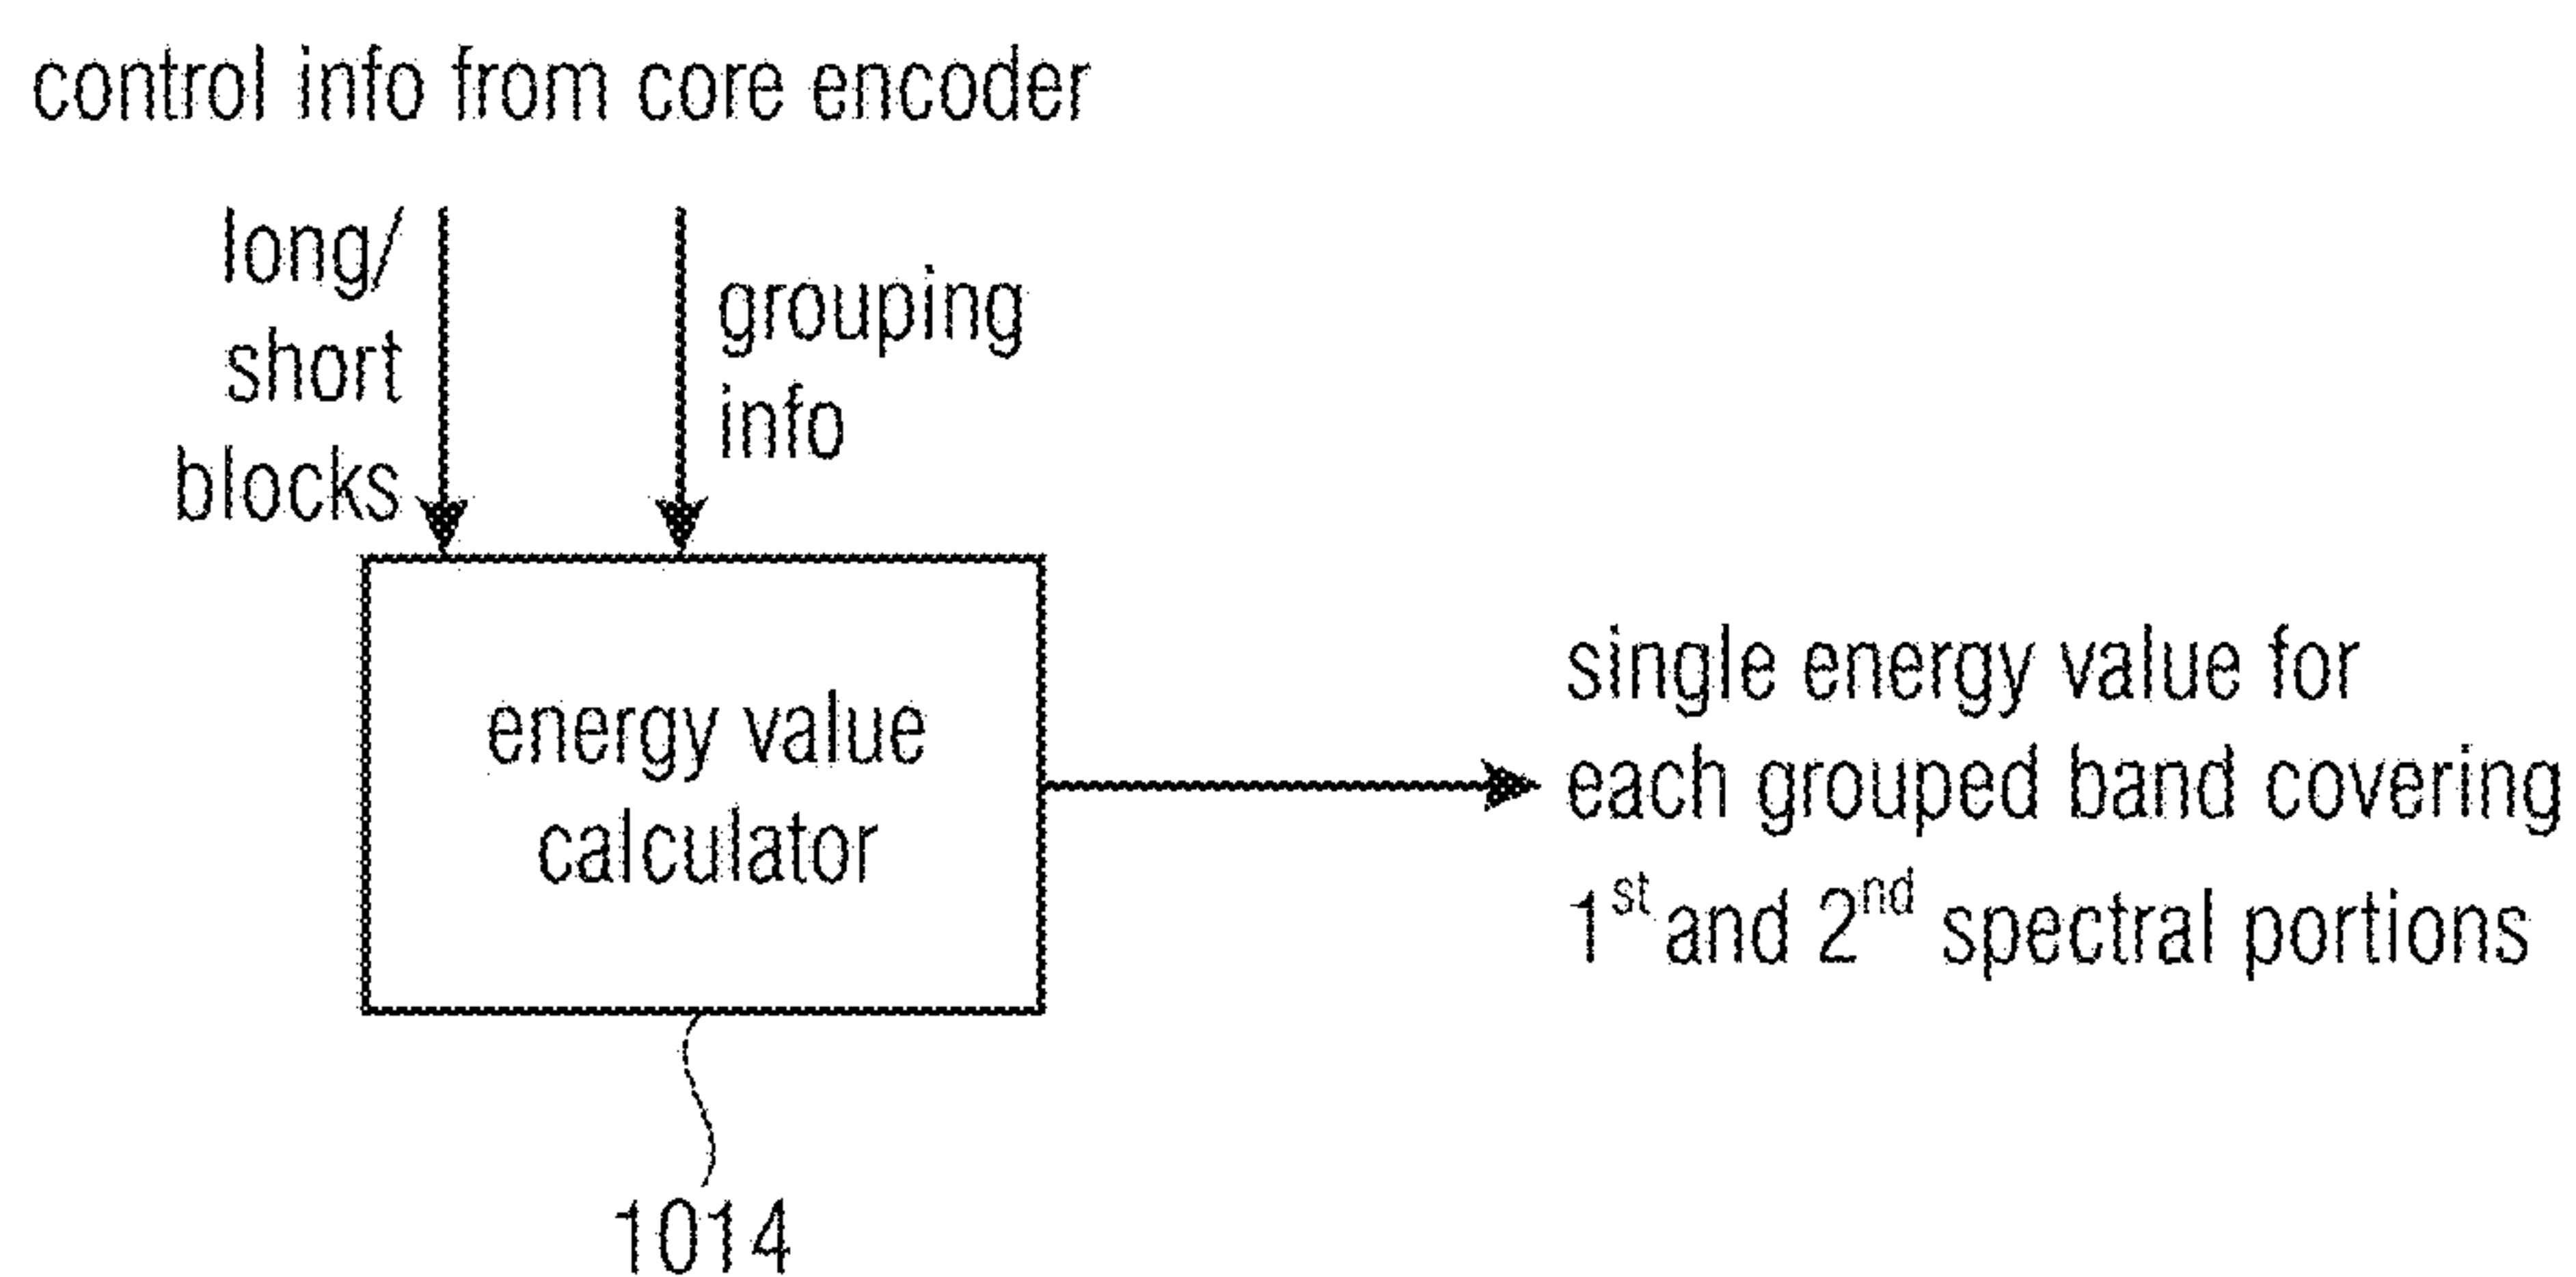 control info from core encoder
long/
short
blocks
grouping
info
energy value
calculator
single energy value for
each grouped band covering
1st and 2nd spectral portions
1014